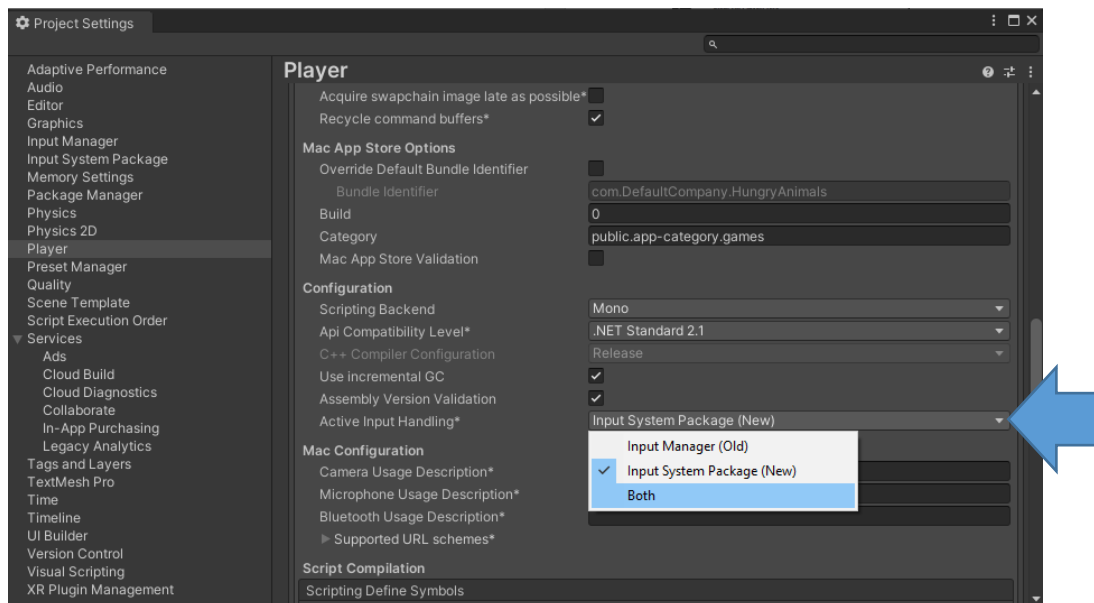 Project Settings
Adaptive Performance
Audio
Editor
Graphics
Input Manager
Input System Package
Memory Settings
Package Manager
Physics
Physics 2D
Player
Preset Manager
Quality
Scene Template
Script Execution Order
Services
Ads
Cloud Build
Cloud Diagnostics
Collaborate
In-App Purchasing
Legacy Analytics
Tags and Layers
TextMesh Pro
Time
Timeline
UI Builder
Version Control
Visual Scripting
XR Plugin Management
Player
Acquire swapchain image late as possible*
Recycle command buffers*
Mac App Store Options
Override Default Bundle Identifier
Bundle Identifier com.DefaultCompany.HungryAnimals
Build 0
Category public.app-category.games
Mac App Store Validation
Configuration
Scripting Backend Mono
Api Compatibility Level* .NET Standard 2.1
C++ Compiler Configuration Release
Use incremental GC
Assembly Version Validation
Active Input Handling* Input System Package (New)
Input Manager (Old)
Input System Package (New)
Both
Mac Configuration
Camera Usage Description*
Microphone Usage Description*
Bluetooth Usage Description*
Supported URL schemes*
Script Compilation
Scripting Define Symbols